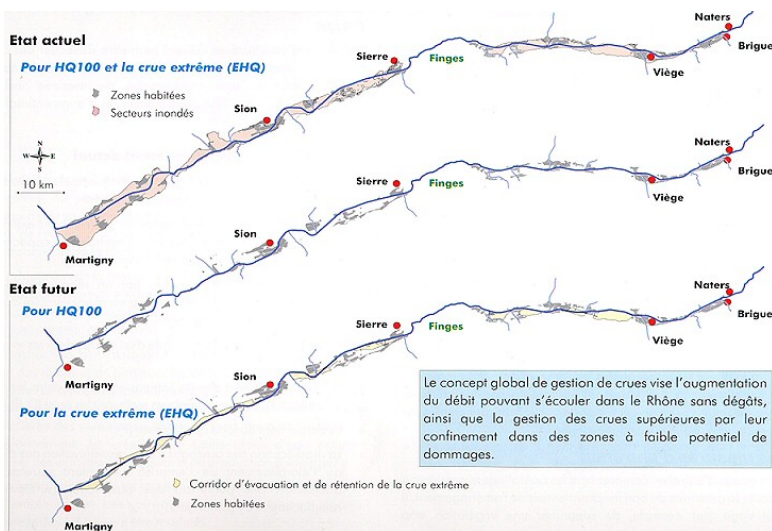 Etat actuel
Pour HQ100 et la crue extrême (EHQ)
Zones habitées
Secteurs inondés
N
W E
S
10 km
Martigny
Sion
Sierre
Finges
Viège
Naters
Brigue
Etat futur
Pour HQ100
Martigny
Sion
Sierre
Finges
Viège
Naters
Brigue
Pour la crue extrême (EHQ)
Martigny
Sion
Sierre
Finges
Viège
Naters
Brigue
Corridor d'évacuation et de rétention de la crue extrême
Zones habitées
Le concept global de gestion de crues vise l'augmentation
du débit pouvant s'écouler dans le Rhône sans dégâts,
ainsi que la gestion des crues supérieures par leur
confinement dans des zones à faible potentiel de
dommages.